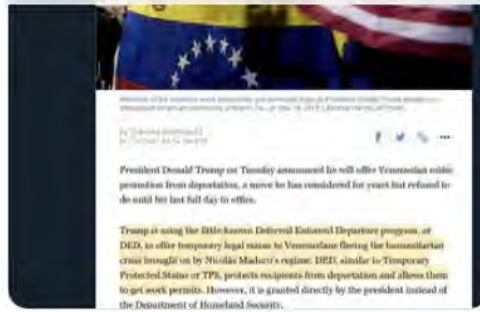 President Donald Trump on Tuesday announced he will offer Venezuelan exiles
protection from deportation, a move he has considered for years but refused to
do until his last full day in office.
Trump is using the little-known Deferred Enforced Departure program, or
DED, to offer temporary legal status to Venezuelans fleeing the humanitarian
crisis brought on by Nicolás Maduro's regime. DED, similar to Temporary
Protected Status or TPS, protects recipients from deportation and allows them
to get work permits. However, it is granted directly by the president instead of
the Department of Homeland Security.